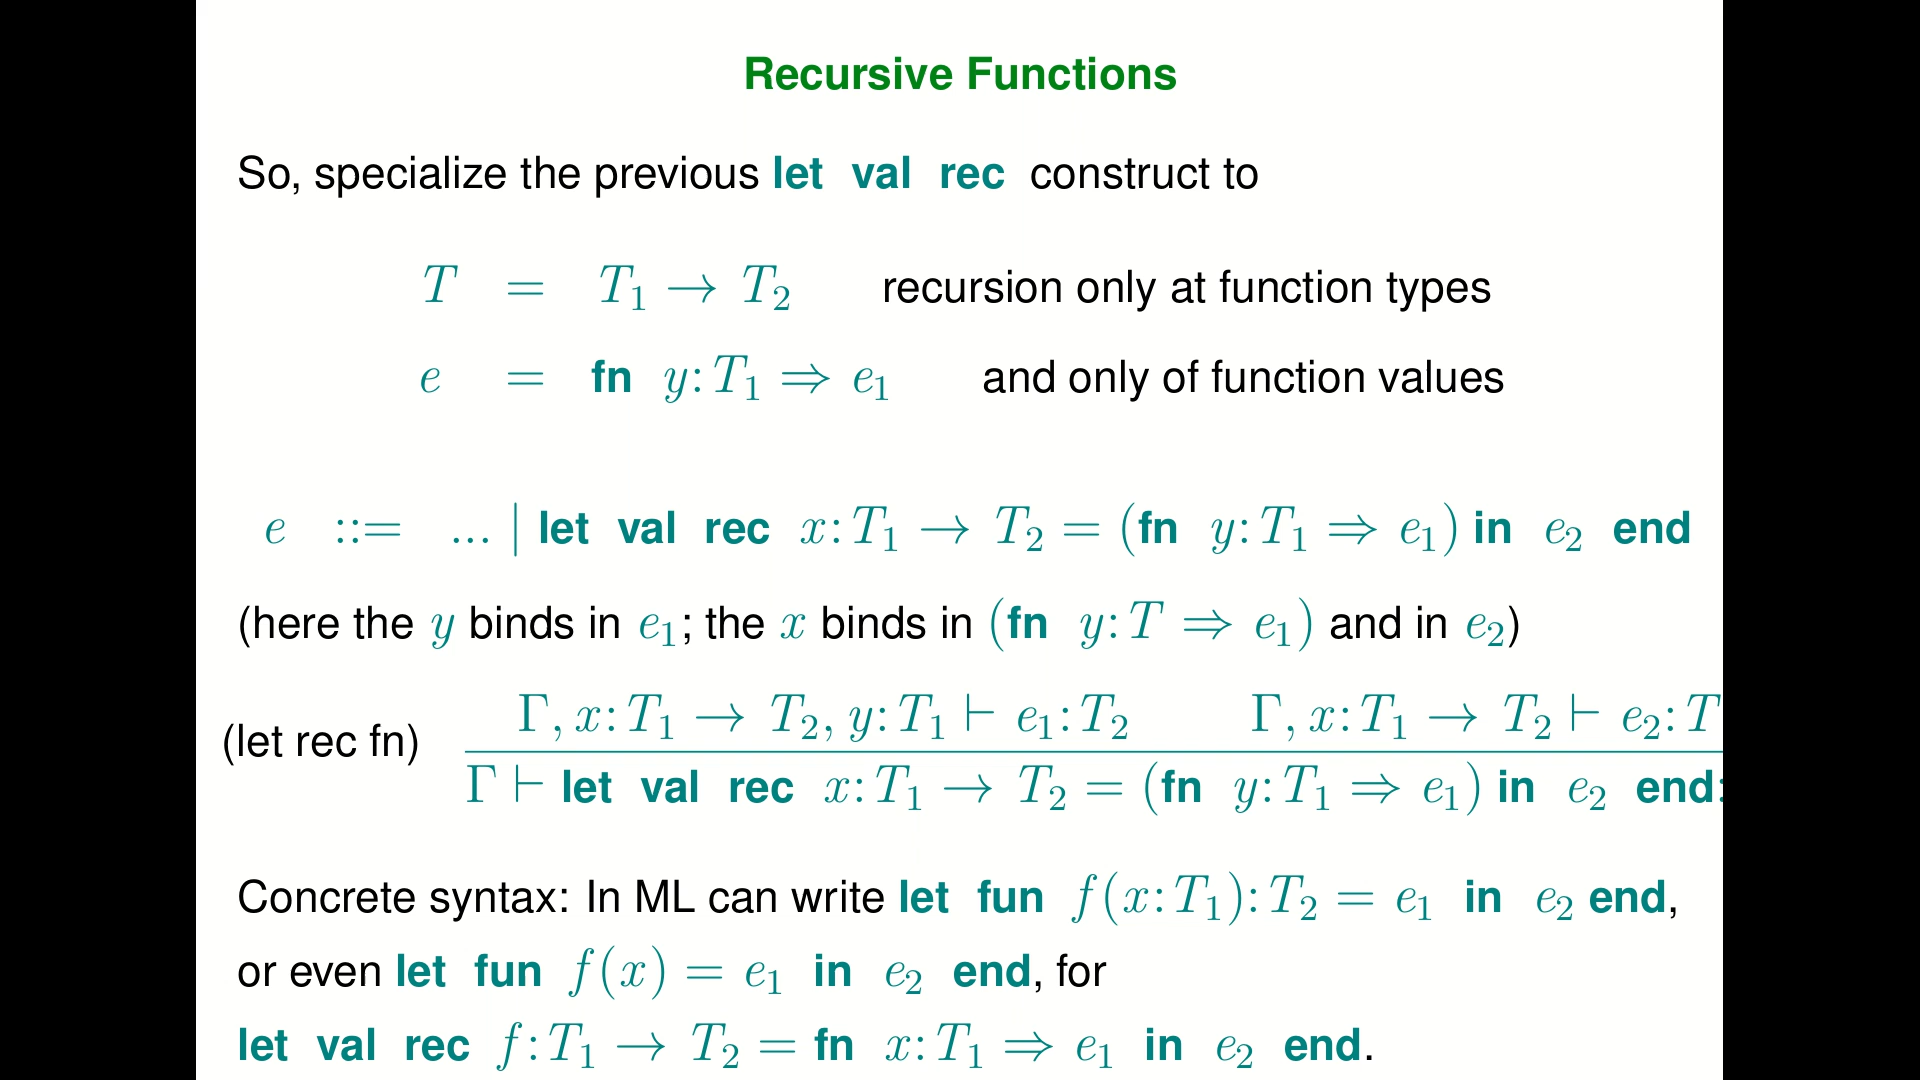 Recursive Functions
So, specialize the previous let val rec construct to
T = T₁ → T₂ recursion only at function types
e = fn y:T₁ ⇒ e₁ and only of function values
e ::= ... | let val rec x:T₁ → T₂ = (fn y:T₁ ⇒ e₁) in e₂ end
(here the y binds in e₁; the x binds in (fn y:T ⇒ e₁) and in e₂)
Γ, x:T₁ → T₂, y:T₁ ⊢ e₁:T₂ Γ, x:T₁ → T₂ ⊢ e₂:T
(let rec fn)
Γ ⊢ let val rec x:T₁ → T₂ = (fn y:T₁ ⇒ e₁) in e₂ end:
Concrete syntax: In ML can write let fun f(x:T₁):T₂ = e₁ in e₂ end,
or even let fun f(x) = e₁ in e₂ end, for
let val rec f:T₁ → T₂ = fn x:T₁ ⇒ e₁ in e₂ end.